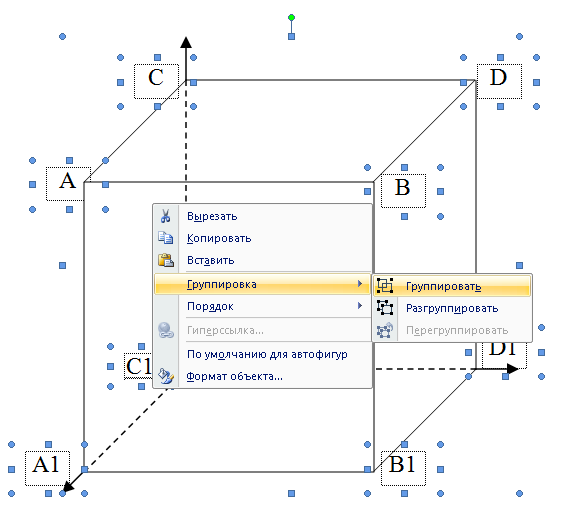 C
D
A
B
Вырезать
Копировать
Вставить
Группировка
Порядок
Гиперссылка...
По умолчанию для автофигур
Формат объекта...
Группировать
Разгруппировать
Перегруппировать
C1
D1
A1
B1